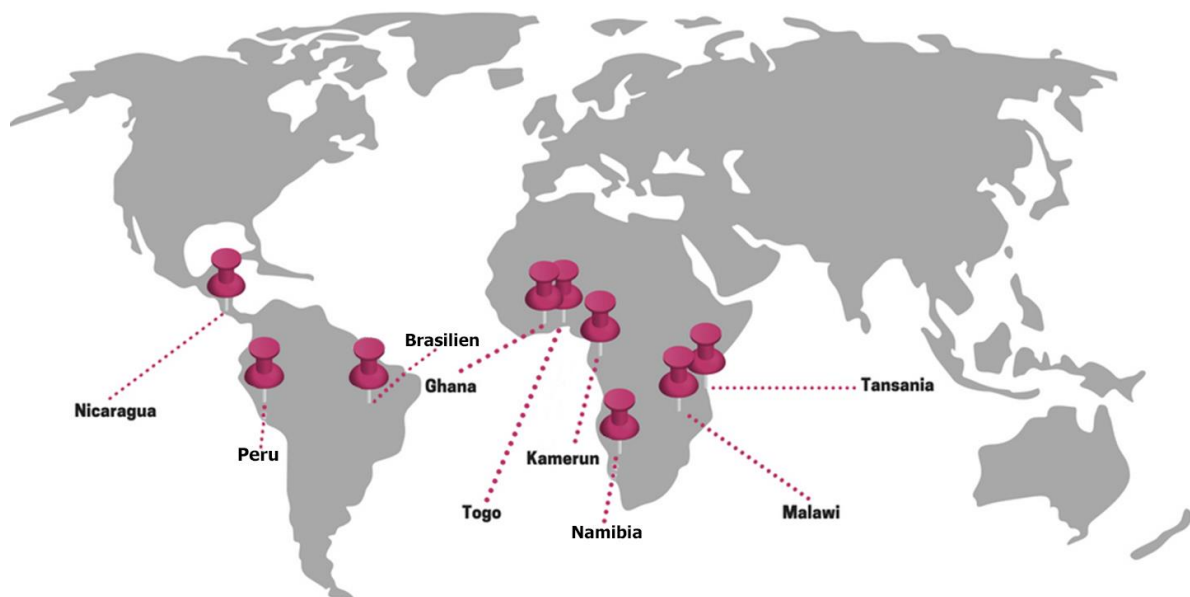 Brasilien
Ghana
Tansania
Nicaragua
Peru
Kamerun
Togo
Malawi
Namibia